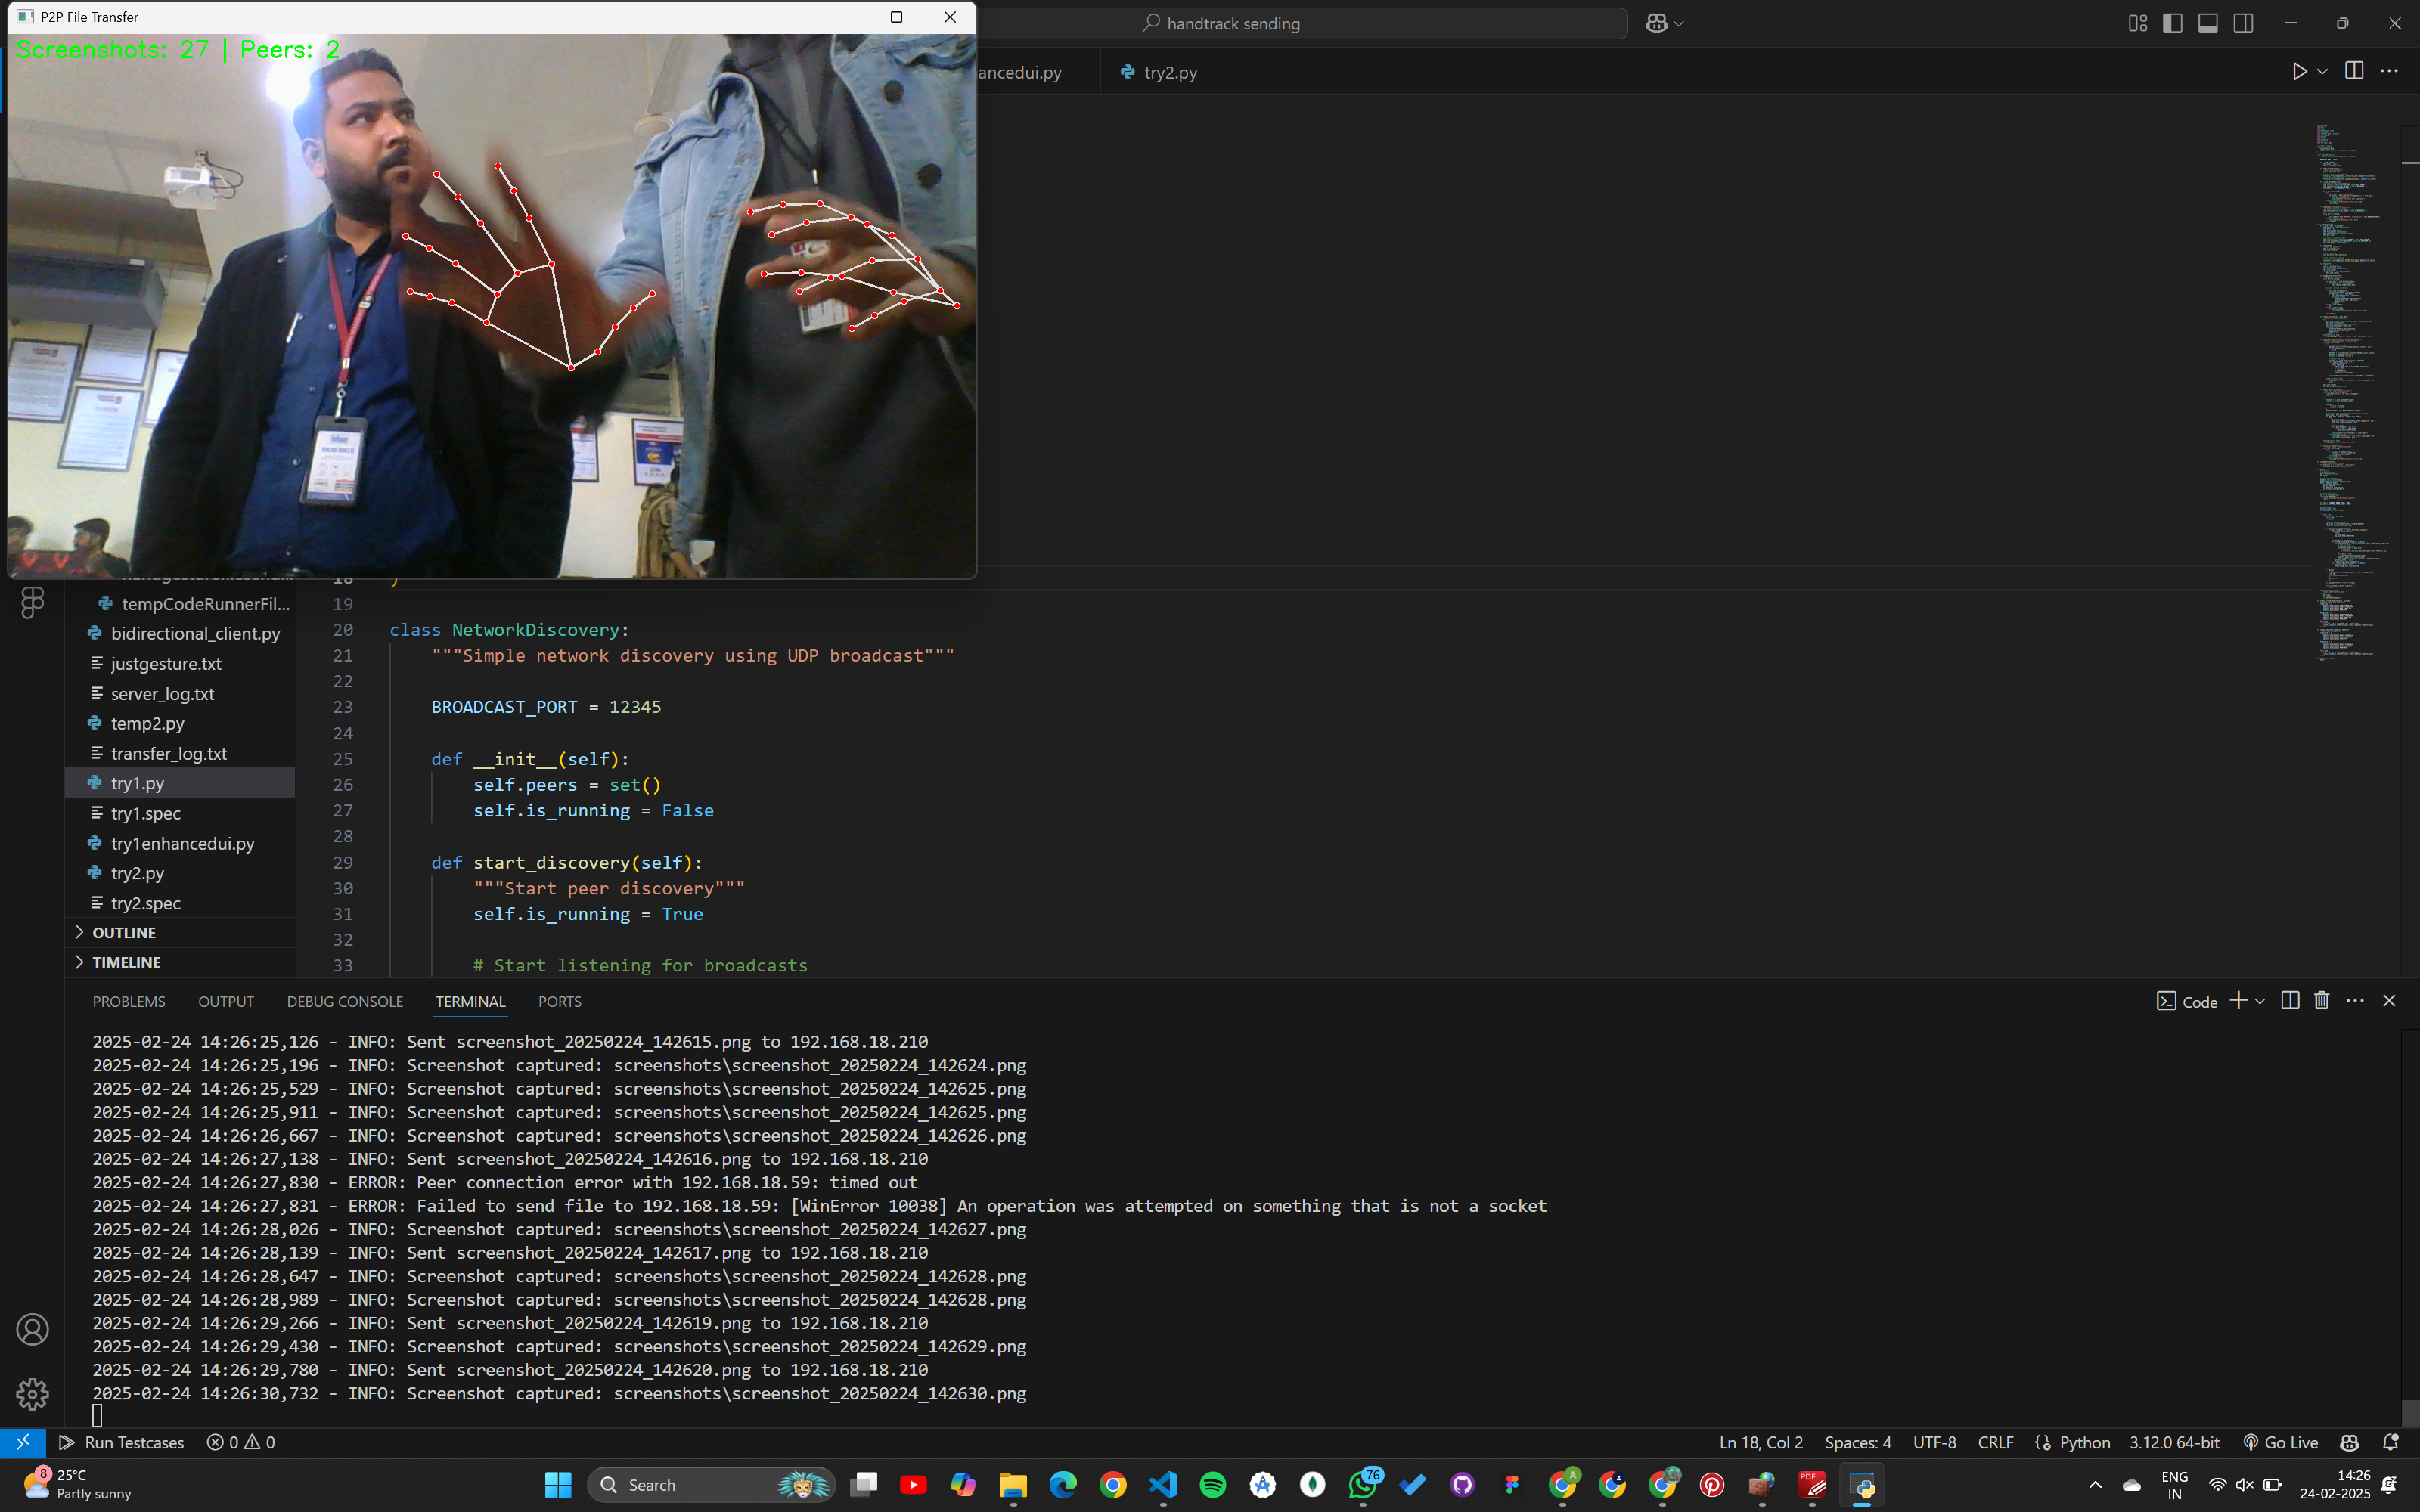 P2P File Transfer
Screenshots: 27 | Peers: 2
handtrack sending
ancedui.py
try2.py
18 )
tempCodeRunnerFil...
bidirectional_client.py
justgesture.txt
server_log.txt
temp2.py
transfer_log.txt
try1.py
try1.spec
try1enhancedui.py
try2.py
try2.spec
OUTLINE
TIMELINE
19
20 class NetworkDiscovery:
21 """Simple network discovery using UDP broadcast"""
22
23 BROADCAST_PORT = 12345
24
25 def __init__(self):
26 self.peers = set()
27 self.is_running = False
28
29 def start_discovery(self):
30 """Start peer discovery"""
31 self.is_running = True
32
33 # Start listening for broadcasts
PROBLEMS OUTPUT DEBUG CONSOLE TERMINAL PORTS
Code
2025-02-24 14:26:25,126 - INFO: Sent screenshot_20250224_142615.png to 192.168.18.210
2025-02-24 14:26:25,196 - INFO: Screenshot captured: screenshots\screenshot_20250224_142624.png
2025-02-24 14:26:25,529 - INFO: Screenshot captured: screenshots\screenshot_20250224_142625.png
2025-02-24 14:26:25,911 - INFO: Screenshot captured: screenshots\screenshot_20250224_142625.png
2025-02-24 14:26:26,667 - INFO: Screenshot captured: screenshots\screenshot_20250224_142626.png
2025-02-24 14:26:27,138 - INFO: Sent screenshot_20250224_142616.png to 192.168.18.210
2025-02-24 14:26:27,830 - ERROR: Peer connection error with 192.168.18.59: timed out
2025-02-24 14:26:27,831 - ERROR: Failed to send file to 192.168.18.59: [WinError 10038] An operation was attempted on something that is not a socket
2025-02-24 14:26:28,026 - INFO: Screenshot captured: screenshots\screenshot_20250224_142627.png
2025-02-24 14:26:28,139 - INFO: Sent screenshot_20250224_142617.png to 192.168.18.210
2025-02-24 14:26:28,647 - INFO: Screenshot captured: screenshots\screenshot_20250224_142628.png
2025-02-24 14:26:28,989 - INFO: Screenshot captured: screenshots\screenshot_20250224_142628.png
2025-02-24 14:26:29,266 - INFO: Sent screenshot_20250224_142619.png to 192.168.18.210
2025-02-24 14:26:29,430 - INFO: Screenshot captured: screenshots\screenshot_20250224_142629.png
2025-02-24 14:26:29,780 - INFO: Sent screenshot_20250224_142620.png to 192.168.18.210
2025-02-24 14:26:30,732 - INFO: Screenshot captured: screenshots\screenshot_20250224_142630.png
Run Testcases 0 0 Ln 18, Col 2 Spaces: 4 UTF-8 CRLF Python 3.12.0 64-bit Go Live
8 25°C
Partly sunny
Search
76
A
PDF
ENG
IN
14:26
24-02-2025